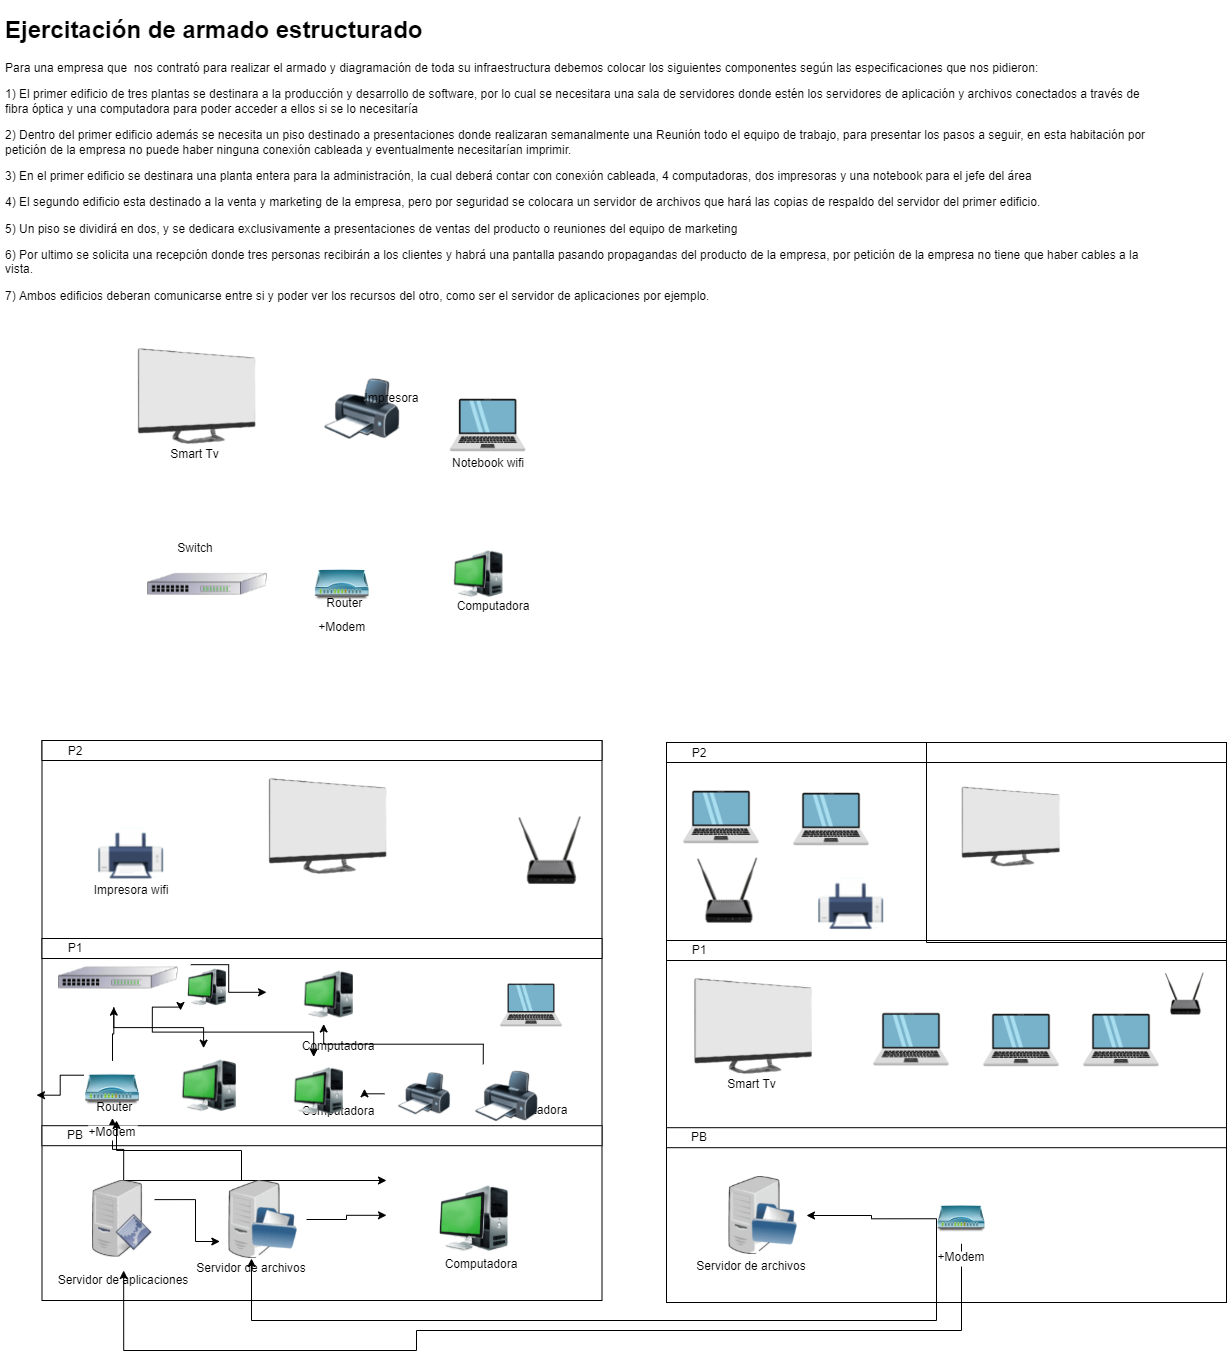 Ejercitación de armado estructurado
Para una empresa que  nos contrató para realizar el armado y diagramación de toda su infraestructura debemos colocar los siguientes componentes según las especificaciones que nos pidieron:
1) El primer edificio de tres plantas se destinara a la producción y desarrollo de software, por lo cual se necesitara una sala de servidores donde estén los servidores de aplicación y archivos conectados a través de
fibra óptica y una computadora para poder acceder a ellos si se lo necesitaría
2) Dentro del primer edificio además se necesita un piso destinado a presentaciones donde realizaran semanalmente una Reunión todo el equipo de trabajo, para presentar los pasos a seguir, en esta habitación por
petición de la empresa no puede haber ninguna conexión cableada y eventualmente necesitarían imprimir.
3) En el primer edificio se destinara una planta entera para la administración, la cual deberá contar con conexión cableada, 4 computadoras, dos impresoras y una notebook para el jefe del área
4) El segundo edificio esta destinado a la venta y marketing de la empresa, pero por seguridad se colocara un servidor de archivos que hará las copias de respaldo del servidor del primer edificio.
5) Un piso se dividirá en dos, y se dedicara exclusivamente a presentaciones de ventas del producto o reuniones del equipo de marketing
6) Por ultimo se solicita una recepción donde tres personas recibirán a los clientes y habrá una pantalla pasando propagandas del producto de la empresa, por petición de la empresa no tiene que haber cables a la
vista.
7) Ambos edificios deberan comunicarse entre si y poder ver los recursos del otro, como ser el servidor de aplicaciones por ejemplo.
Impresora
Smart Tv
Notebook wifi
Switch
Router
+Modem
Computadora
P2
P2
Impresora wifi
P1
P1
Computadora
Smart Tv
Router
Computadora
adora
+Modem
PB
PB
Servidor de aplicaciones
Servidor de archivos
Computadora
Servidor de archivos
+Modem